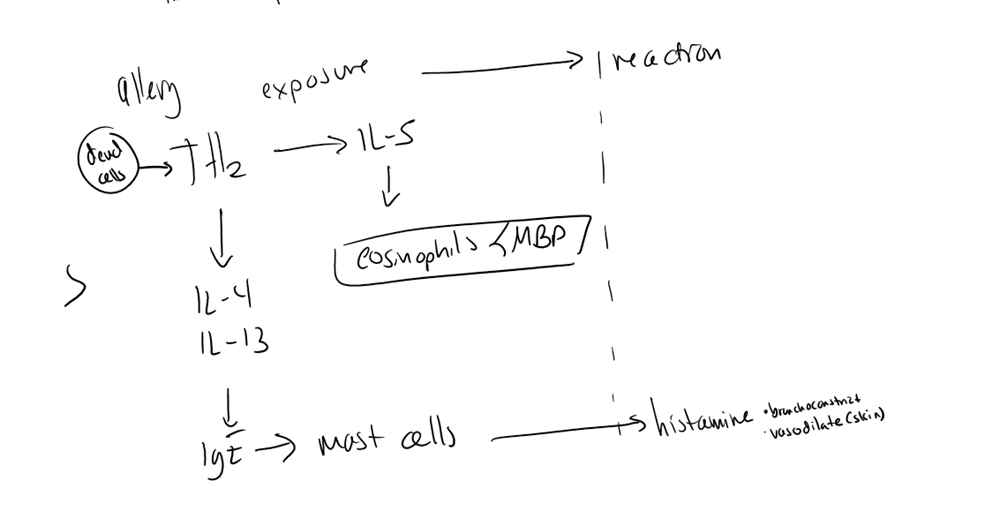 allery
exposure → | reaction
dead
cells
→ TH2 → IL-5
↓
eosinophils < MBP
↓
IL-4
IL-13
↓
IgE → mast cells → histamine
• bronchoconstrict
• vasodilate (skin)